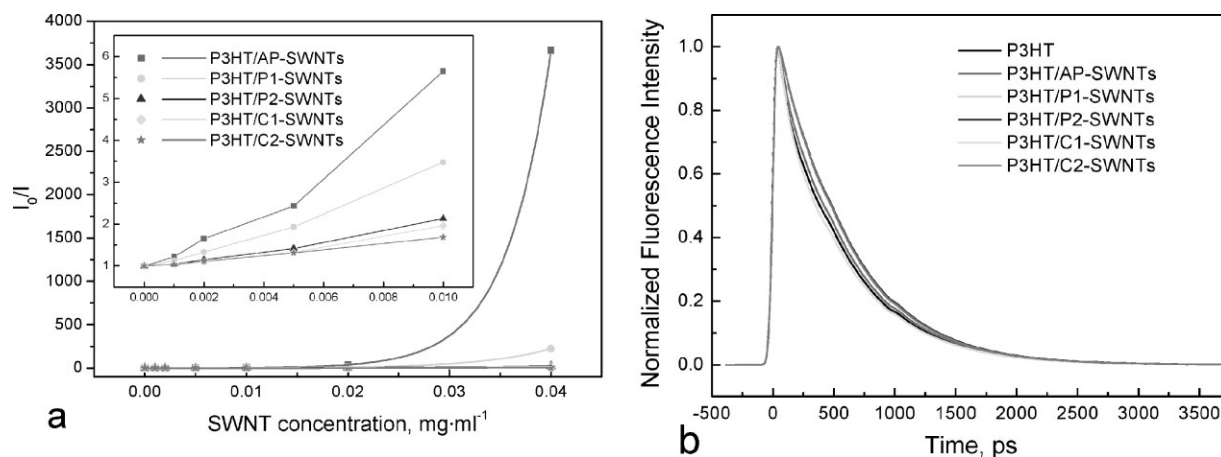 4000
3500
3000
2500
2000
1500
1000
500
0
I₀/I
6
5
4
3
2
1
P3HT/AP-SWNTs
P3HT/P1-SWNTs
P3HT/P2-SWNTs
P3HT/C1-SWNTs
P3HT/C2-SWNTs
0.000 0.002 0.004 0.006 0.008 0.010
0.00 0.01 0.02 0.03 0.04
SWNT concentration, mg·ml⁻¹
a
Normalized Fluorescence Intensity
1.0
0.8
0.6
0.4
0.2
0.0
P3HT
P3HT/AP-SWNTs
P3HT/P1-SWNTs
P3HT/P2-SWNTs
P3HT/C1-SWNTs
P3HT/C2-SWNTs
-500 0 500 1000 1500 2000 2500 3000 3500
Time, ps
b